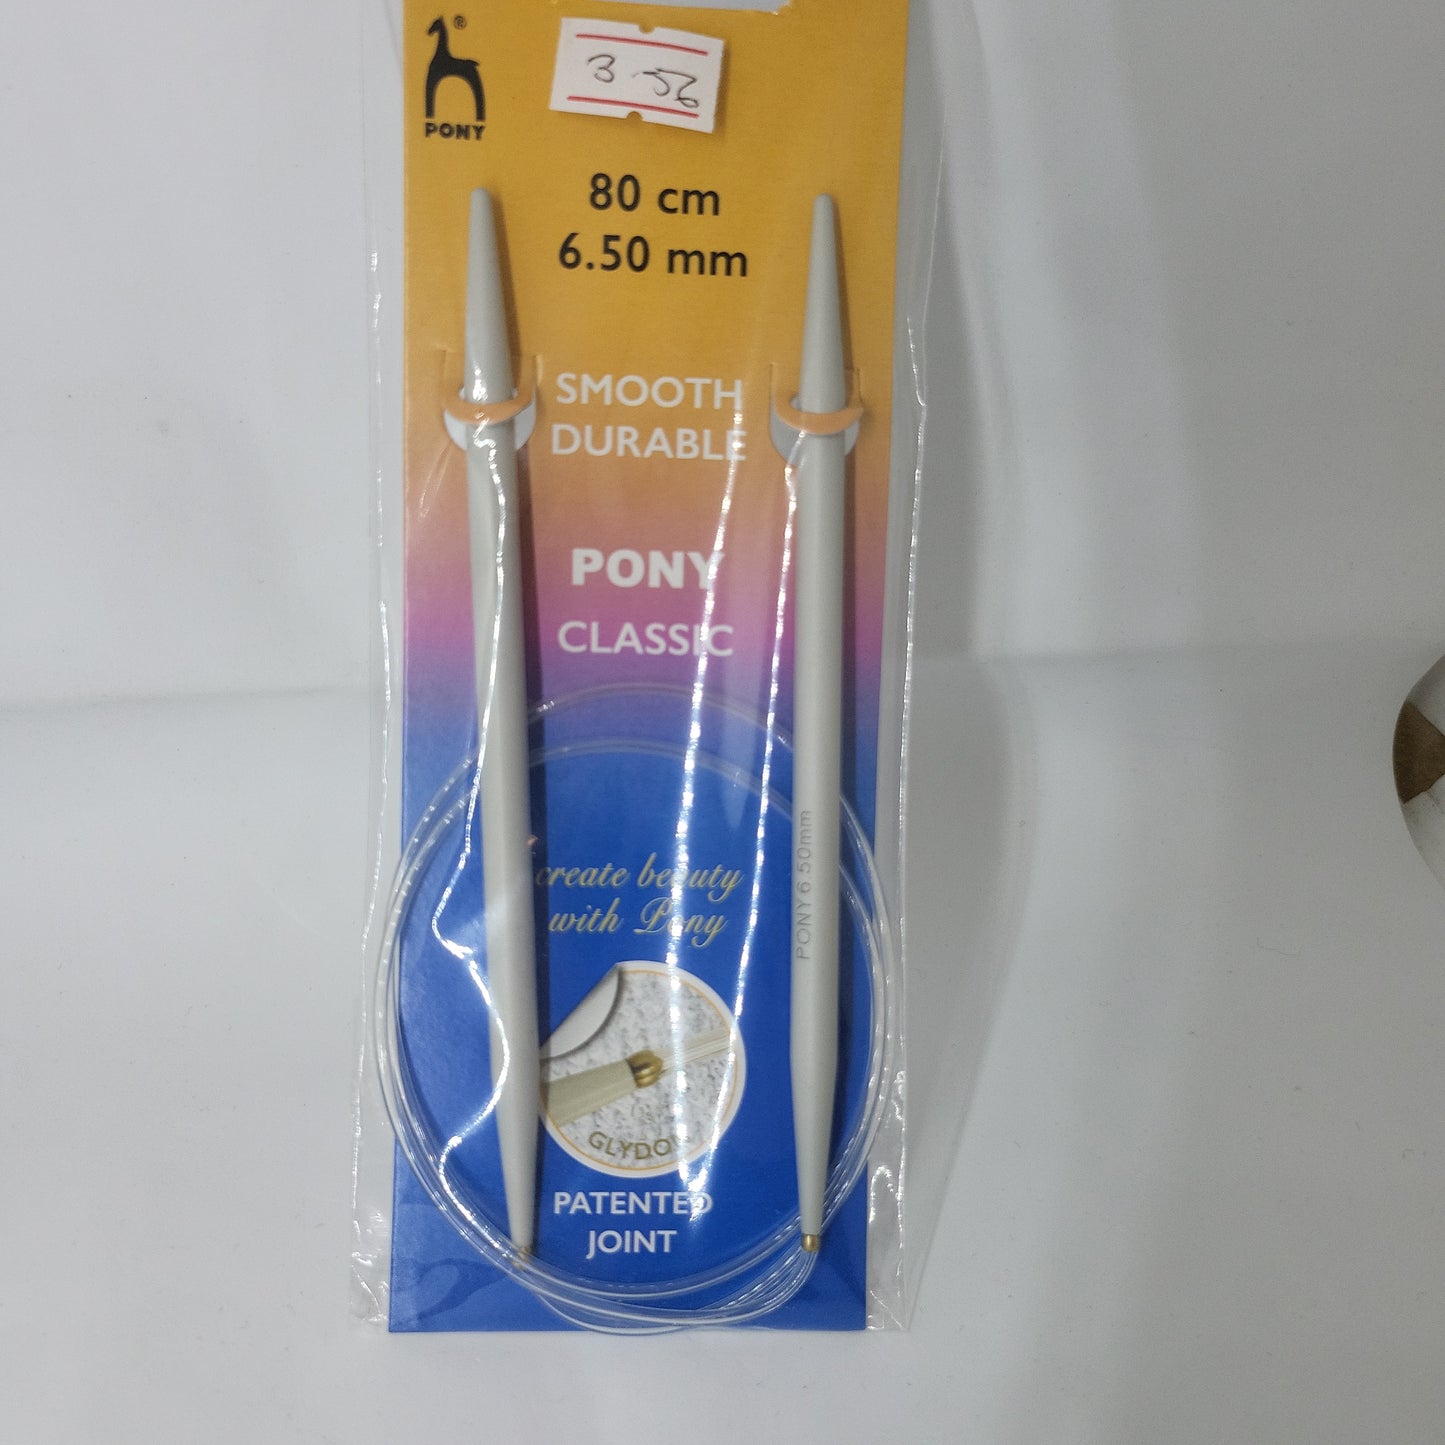 ®
PONY
3.56
80 cm
6.50 mm
SMOOTH
DURABLE
PONY
CLASSIC
PONY 6.50mm
create beauty
with Pony
PATENTED
JOINT